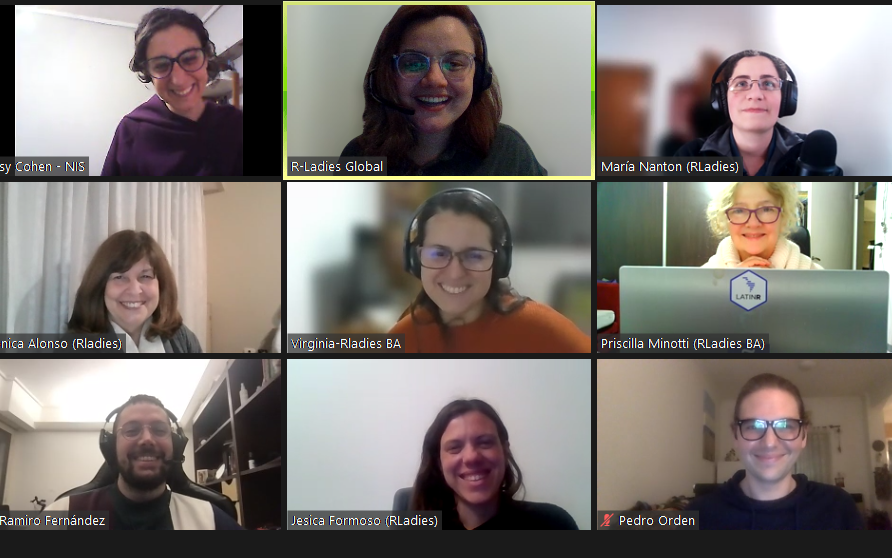 sy Cohen - NIS
R-Ladies Global
María Nanton (RLadies)
nica Alonso (Rladies)
Virginia-Rladies BA
LATINR
Priscilla Minotti (RLadies BA)
Ramiro Fernández
Jesica Formoso (RLadies)
Pedro Orden